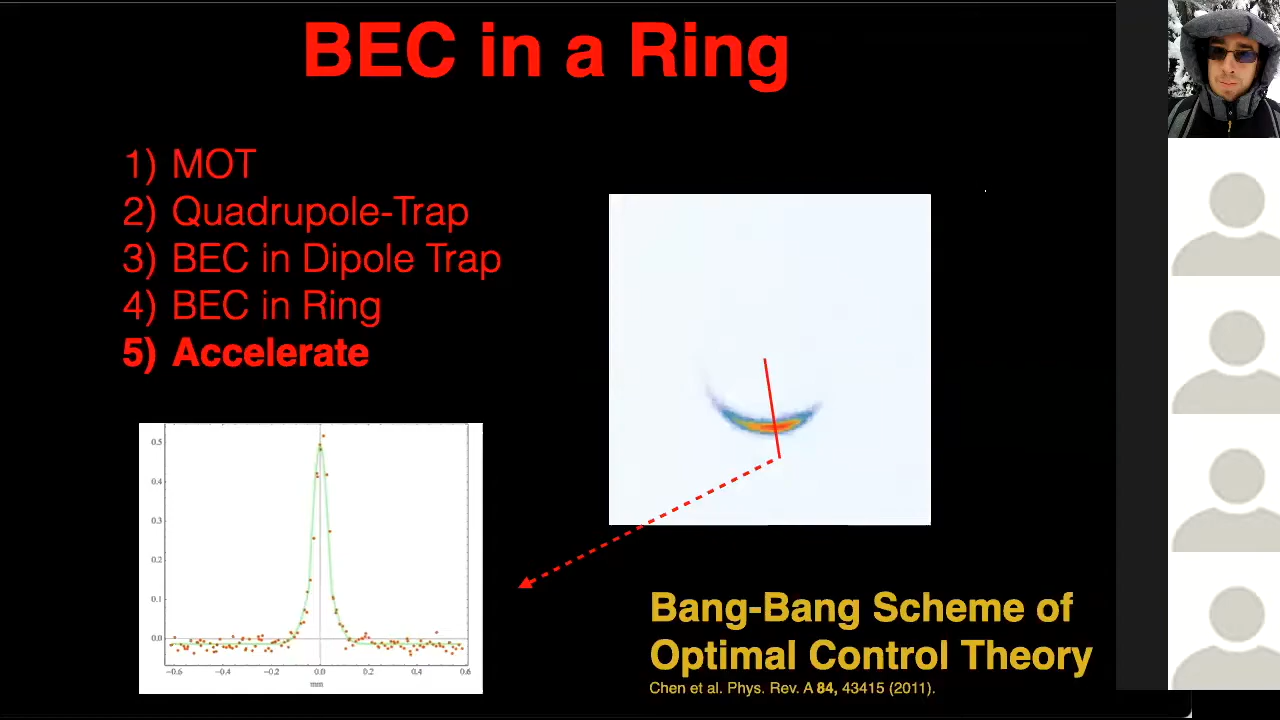 BEC in a Ring
1) MOT
2) Quadrupole-Trap
3) BEC in Dipole Trap
4) BEC in Ring
5) Accelerate
0.5
0.4
0.3
0.2
0.1
0.0
−0.6 −0.4 −0.2 0.0 0.2 0.4 0.6
mm
Bang-Bang Scheme of
Optimal Control Theory
Chen et al. Phys. Rev. A 84, 43415 (2011).